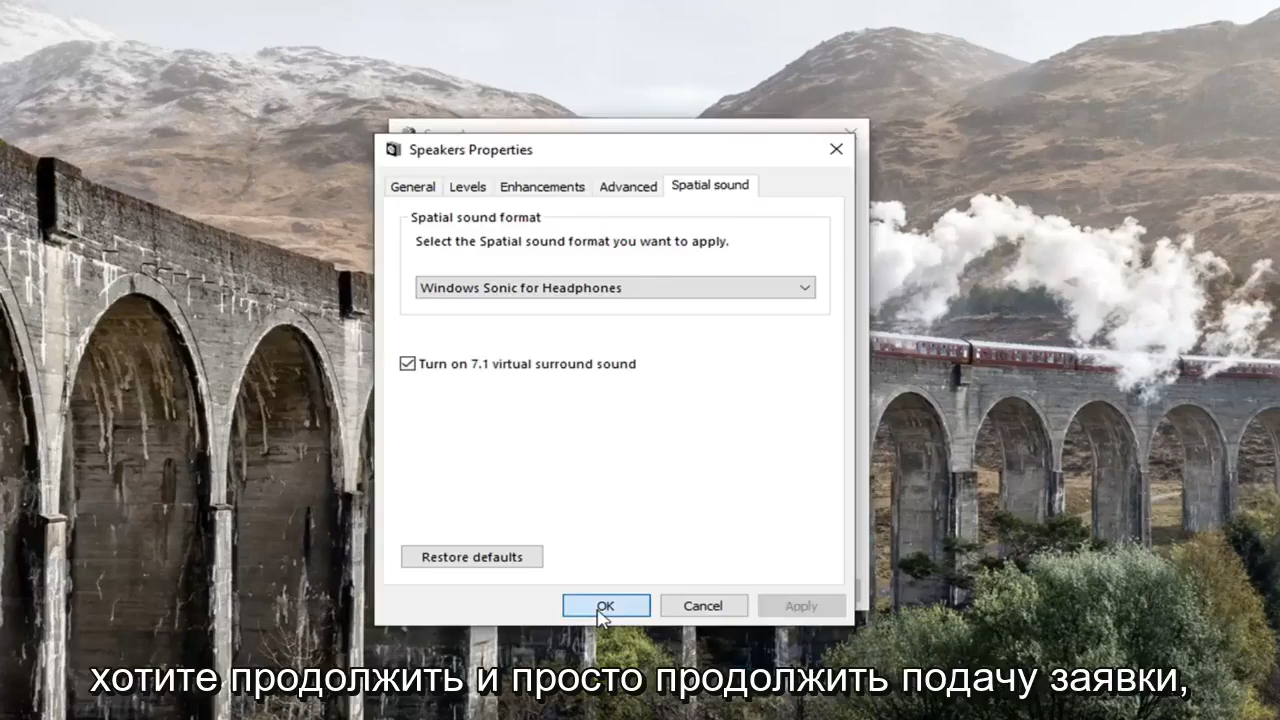 Speakers Properties
General Levels Enhancements Advanced Spatial sound
Spatial sound format
Select the Spatial sound format you want to apply.
Windows Sonic for Headphones
Turn on 7.1 virtual surround sound
Restore defaults
OK Cancel Apply
хотите продолжить и просто продолжить подачу заявки,